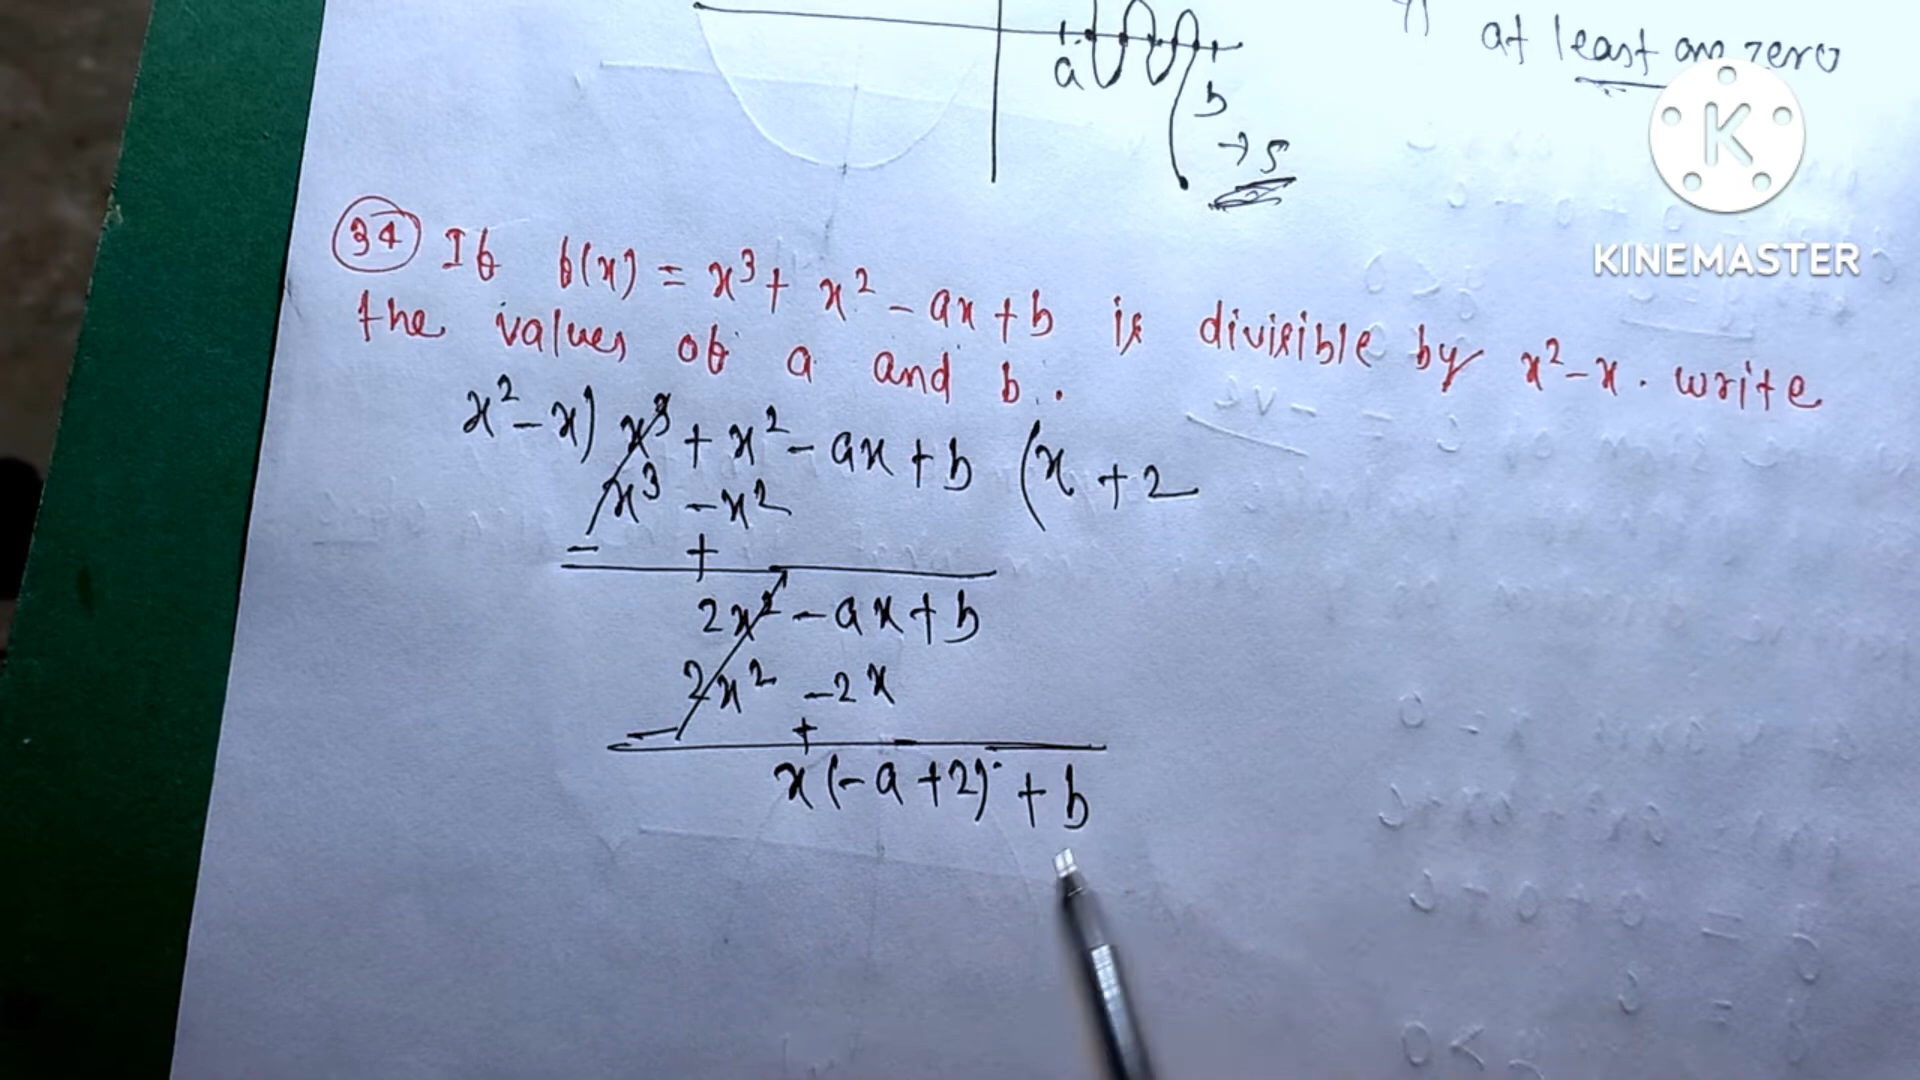 at least one zero
a
b
→ 5
K
KINEMASTER
34 If f(x) = x³ + x² - ax + b is divisible by x² - x. write
the values of a and b.
x² - x) x³ + x² - ax + b (x + 2
x³ - x²
- +
2x² - ax + b
2x² - 2x
- +
x(-a + 2) + b